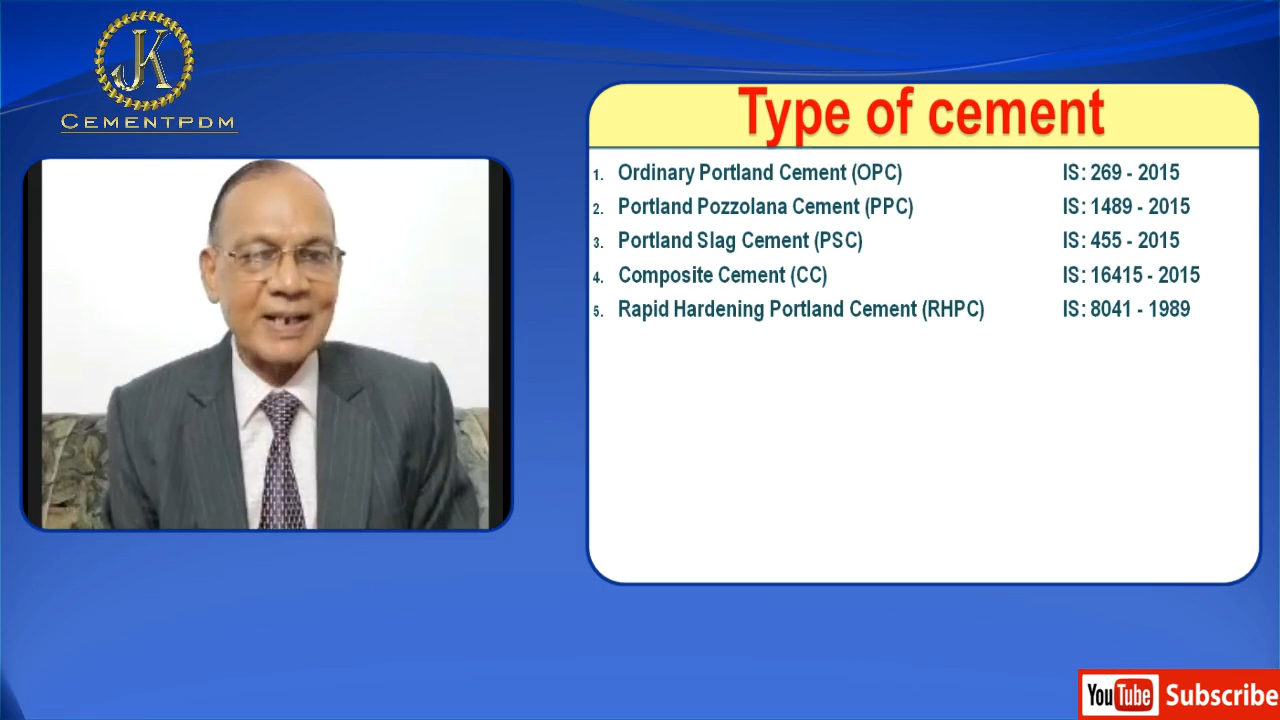 JK
CEMENTPDM
Type of cement
1. Ordinary Portland Cement (OPC) IS: 269 - 2015
2. Portland Pozzolana Cement (PPC) IS: 1489 - 2015
3. Portland Slag Cement (PSC) IS: 455 - 2015
4. Composite Cement (CC) IS: 16415 - 2015
5. Rapid Hardening Portland Cement (RHPC) IS: 8041 - 1989
YouTube Subscribe